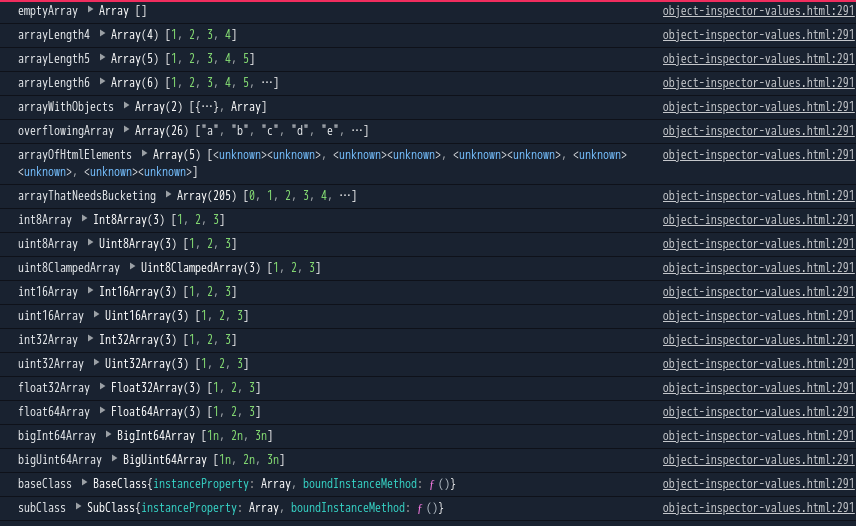 emptyArray ▶ Array [] object-inspector-values.html:291
arrayLength4 ▶ Array(4) [1, 2, 3, 4] object-inspector-values.html:291
arrayLength5 ▶ Array(5) [1, 2, 3, 4, 5] object-inspector-values.html:291
arrayLength6 ▶ Array(6) [1, 2, 3, 4, 5, …] object-inspector-values.html:291
arrayWithObjects ▶ Array(2) [{…}, Array] object-inspector-values.html:291
overflowingArray ▶ Array(26) ["a", "b", "c", "d", "e", …] object-inspector-values.html:291
arrayOfHtmlElements ▶ Array(5) [<unknown><unknown>, <unknown><unknown>, <unknown><unknown>, <unknown> object-inspector-values.html:291
<unknown>, <unknown><unknown>]
arrayThatNeedsBucketing ▶ Array(205) [0, 1, 2, 3, 4, …] object-inspector-values.html:291
int8Array ▶ Int8Array(3) [1, 2, 3] object-inspector-values.html:291
uint8Array ▶ Uint8Array(3) [1, 2, 3] object-inspector-values.html:291
uint8ClampedArray ▶ Uint8ClampedArray(3) [1, 2, 3] object-inspector-values.html:291
int16Array ▶ Int16Array(3) [1, 2, 3] object-inspector-values.html:291
uint16Array ▶ Uint16Array(3) [1, 2, 3] object-inspector-values.html:291
int32Array ▶ Int32Array(3) [1, 2, 3] object-inspector-values.html:291
uint32Array ▶ Uint32Array(3) [1, 2, 3] object-inspector-values.html:291
float32Array ▶ Float32Array(3) [1, 2, 3] object-inspector-values.html:291
float64Array ▶ Float64Array(3) [1, 2, 3] object-inspector-values.html:291
bigInt64Array ▶ BigInt64Array [1n, 2n, 3n] object-inspector-values.html:291
bigUint64Array ▶ BigUint64Array [1n, 2n, 3n] object-inspector-values.html:291
baseClass ▶ BaseClass{instanceProperty: Array, boundInstanceMethod: ƒ ()} object-inspector-values.html:291
subClass ▶ SubClass{instanceProperty: Array, boundInstanceMethod: ƒ ()} object-inspector-values.html:291